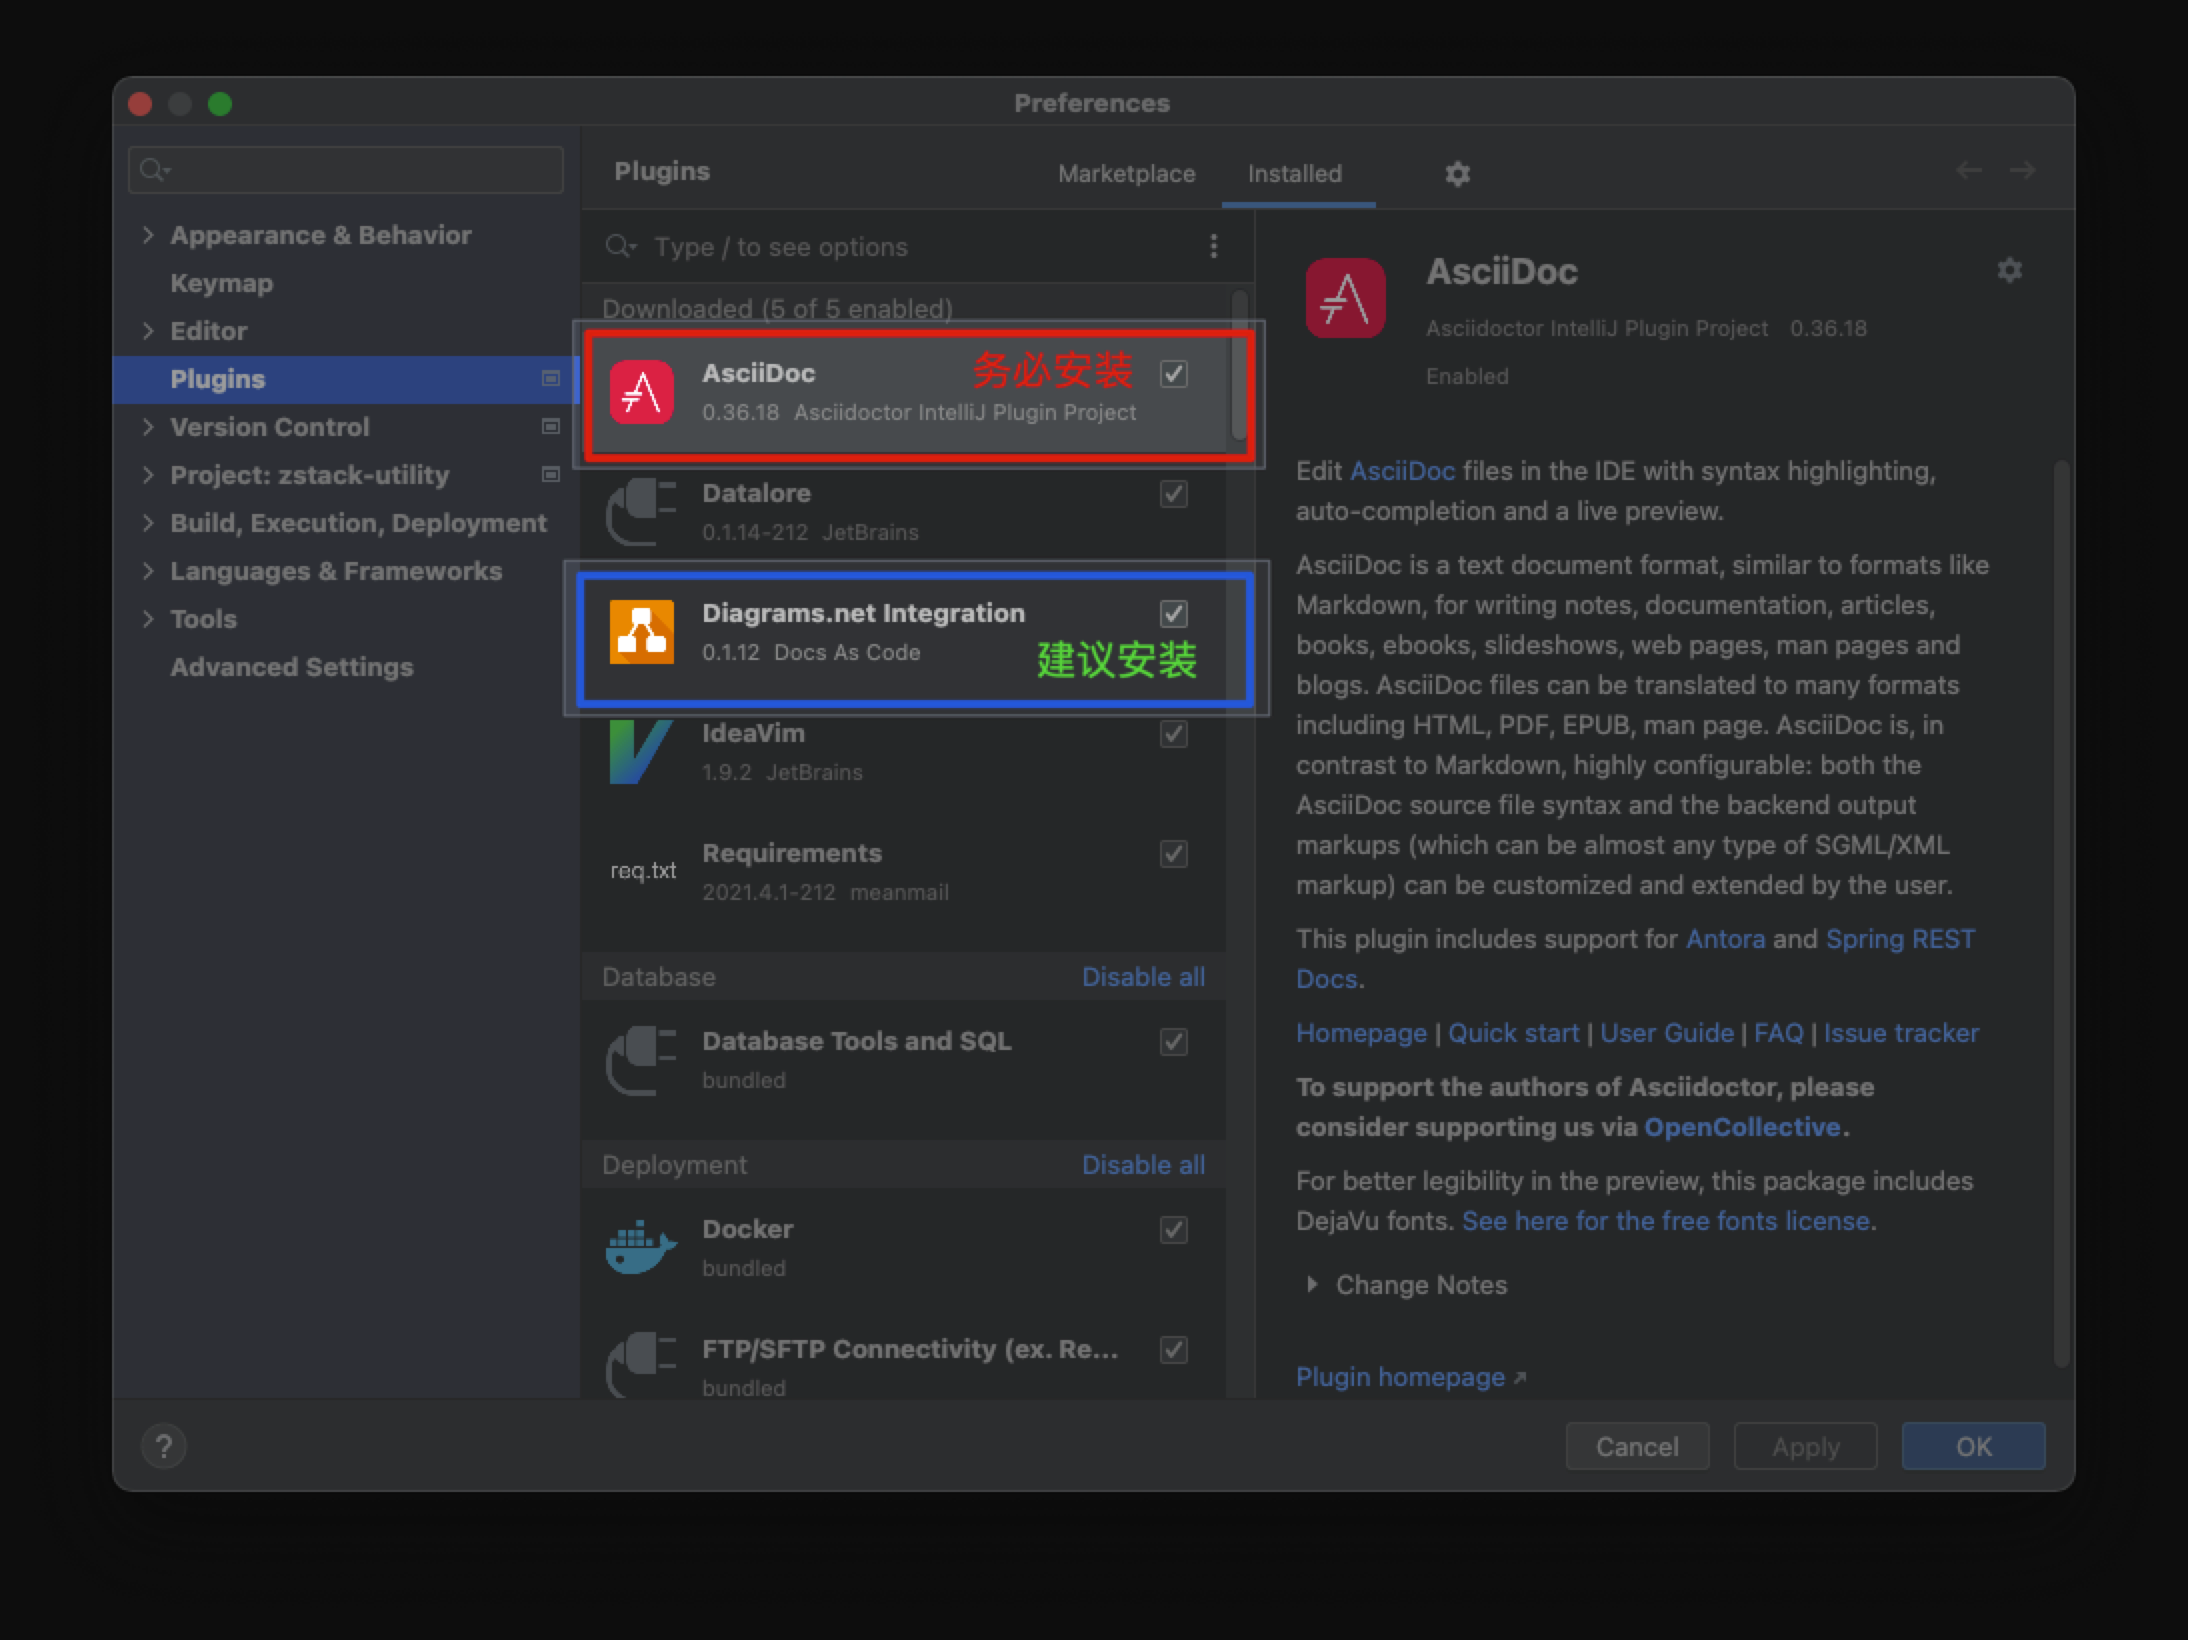 Preferences
Plugins
Marketplace
Installed
Appearance & Behavior
Keymap
Editor
Plugins
Version Control
Project: zstack-utility
Build, Execution, Deployment
Languages & Frameworks
Tools
Advanced Settings
Type / to see options
Downloaded (5 of 5 enabled)
AsciiDoc 务必安装
0.36.18 Asciidoctor IntelliJ Plugin Project
Datalore
0.1.14-212 JetBrains
Diagrams.net Integration
0.1.12 Docs As Code 建议安装
IdeaVim
1.9.2 JetBrains
req.txt
Requirements
2021.4.1-212 meanmail
Database Disable all
Database Tools and SQL
bundled
Deployment Disable all
Docker
bundled
FTP/SFTP Connectivity (ex. Re...
bundled
AsciiDoc
Asciidoctor IntelliJ Plugin Project 0.36.18
Enabled
Edit AsciiDoc files in the IDE with syntax highlighting,
auto-completion and a live preview.
AsciiDoc is a text document format, similar to formats like
Markdown, for writing notes, documentation, articles,
books, ebooks, slideshows, web pages, man pages and
blogs. AsciiDoc files can be translated to many formats
including HTML, PDF, EPUB, man page. AsciiDoc is, in
contrast to Markdown, highly configurable: both the
AsciiDoc source file syntax and the backend output
markups (which can be almost any type of SGML/XML
markup) can be customized and extended by the user.
This plugin includes support for Antora and Spring REST
Docs.
Homepage | Quick start | User Guide | FAQ | Issue tracker
To support the authors of Asciidoctor, please
consider supporting us via OpenCollective.
For better legibility in the preview, this package includes
DejaVu fonts. See here for the free fonts license.
Change Notes
Plugin homepage
?
Cancel
Apply
OK